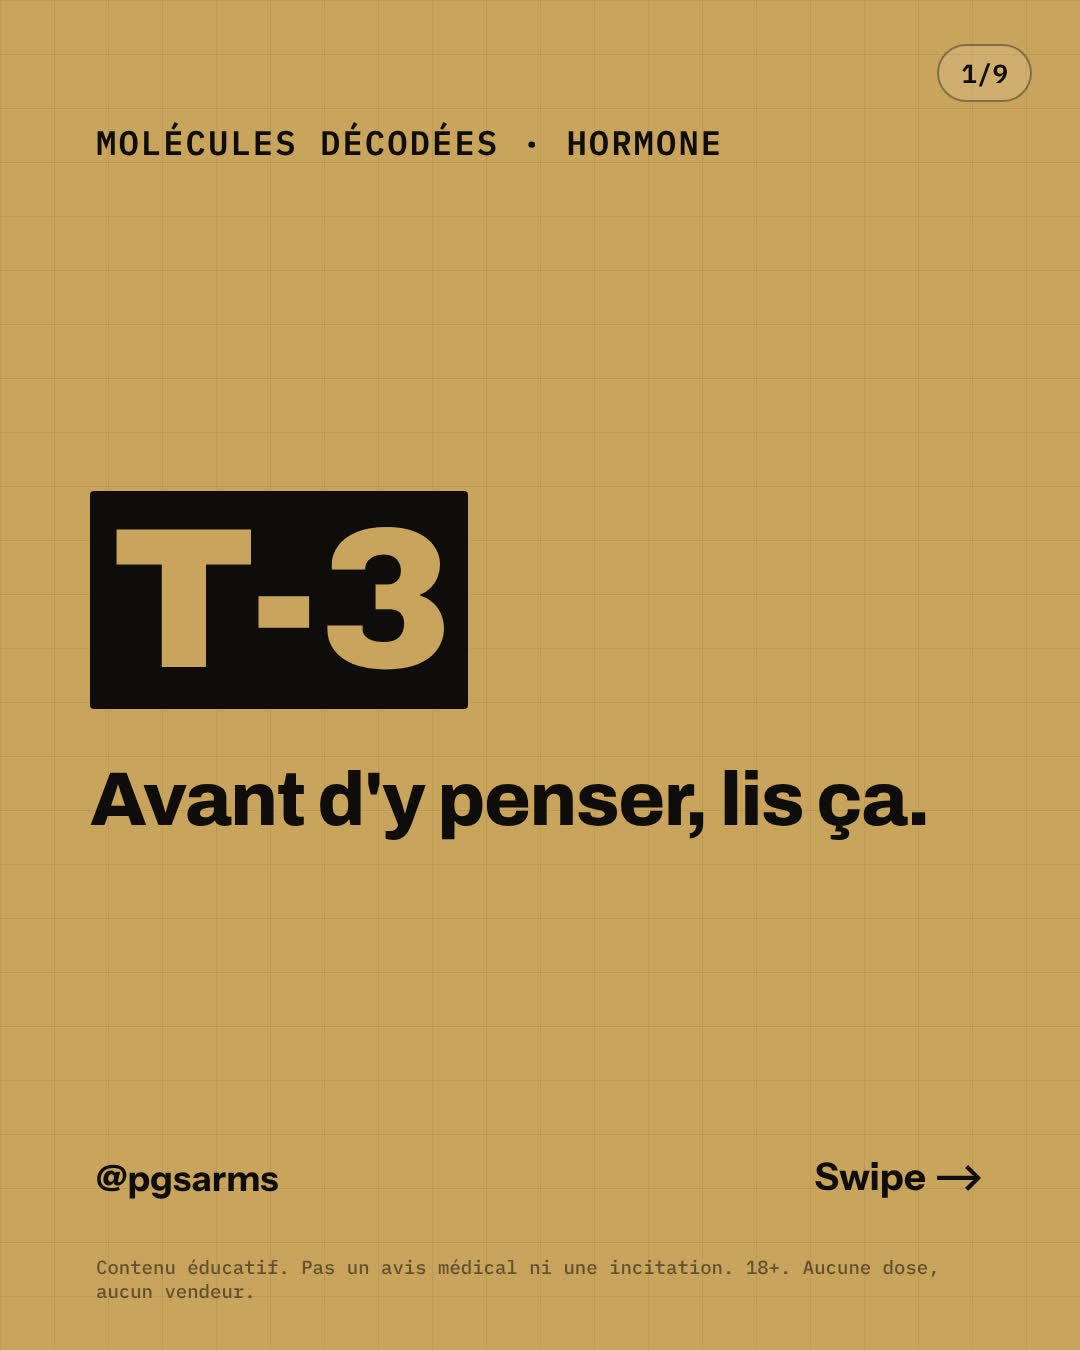 1/9
MOLÉCULES DÉCODÉES · HORMONE
T-3
Avant d'y penser, lis ça.
@pgsarms
Swipe →
Contenu éducatif. Pas un avis médical ni une incitation. 18+. Aucune dose,
aucun vendeur.